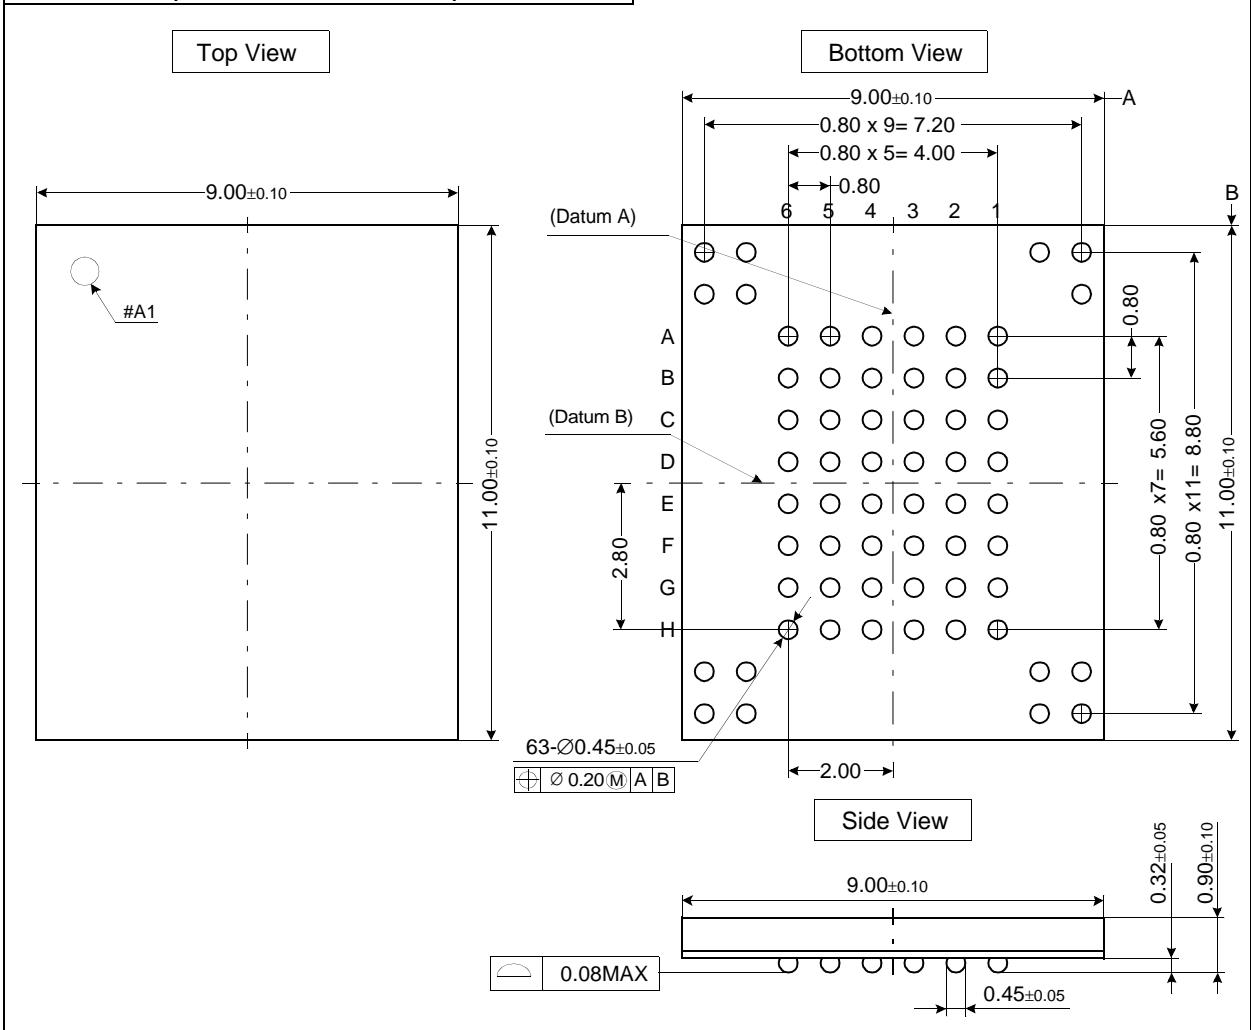 Top View
Bottom View
9.00±0.10
A
0.80 x 9= 7.20
0.80 x 5= 4.00
9.00±0.10
0.80
B
(Datum A)
6 5 4 3 2 1
#A1
0.80
A
B
(Datum B)
C
D
E
F
G
H
11.00±0.10
2.80
0.80 x7= 5.60
0.80 x11= 8.80
11.00±0.10
63-∅0.45±0.05
∅ 0.20 Ⓜ A B
2.00
Side View
0.32±0.05
0.90±0.10
9.00±0.10
0.08MAX
0.45±0.05